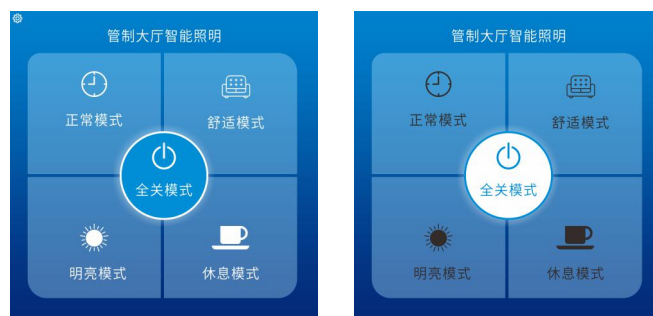 管制大厅智能照明
正常模式
舒适模式
全关模式
明亮模式
休息模式
管制大厅智能照明
正常模式
舒适模式
全关模式
明亮模式
休息模式